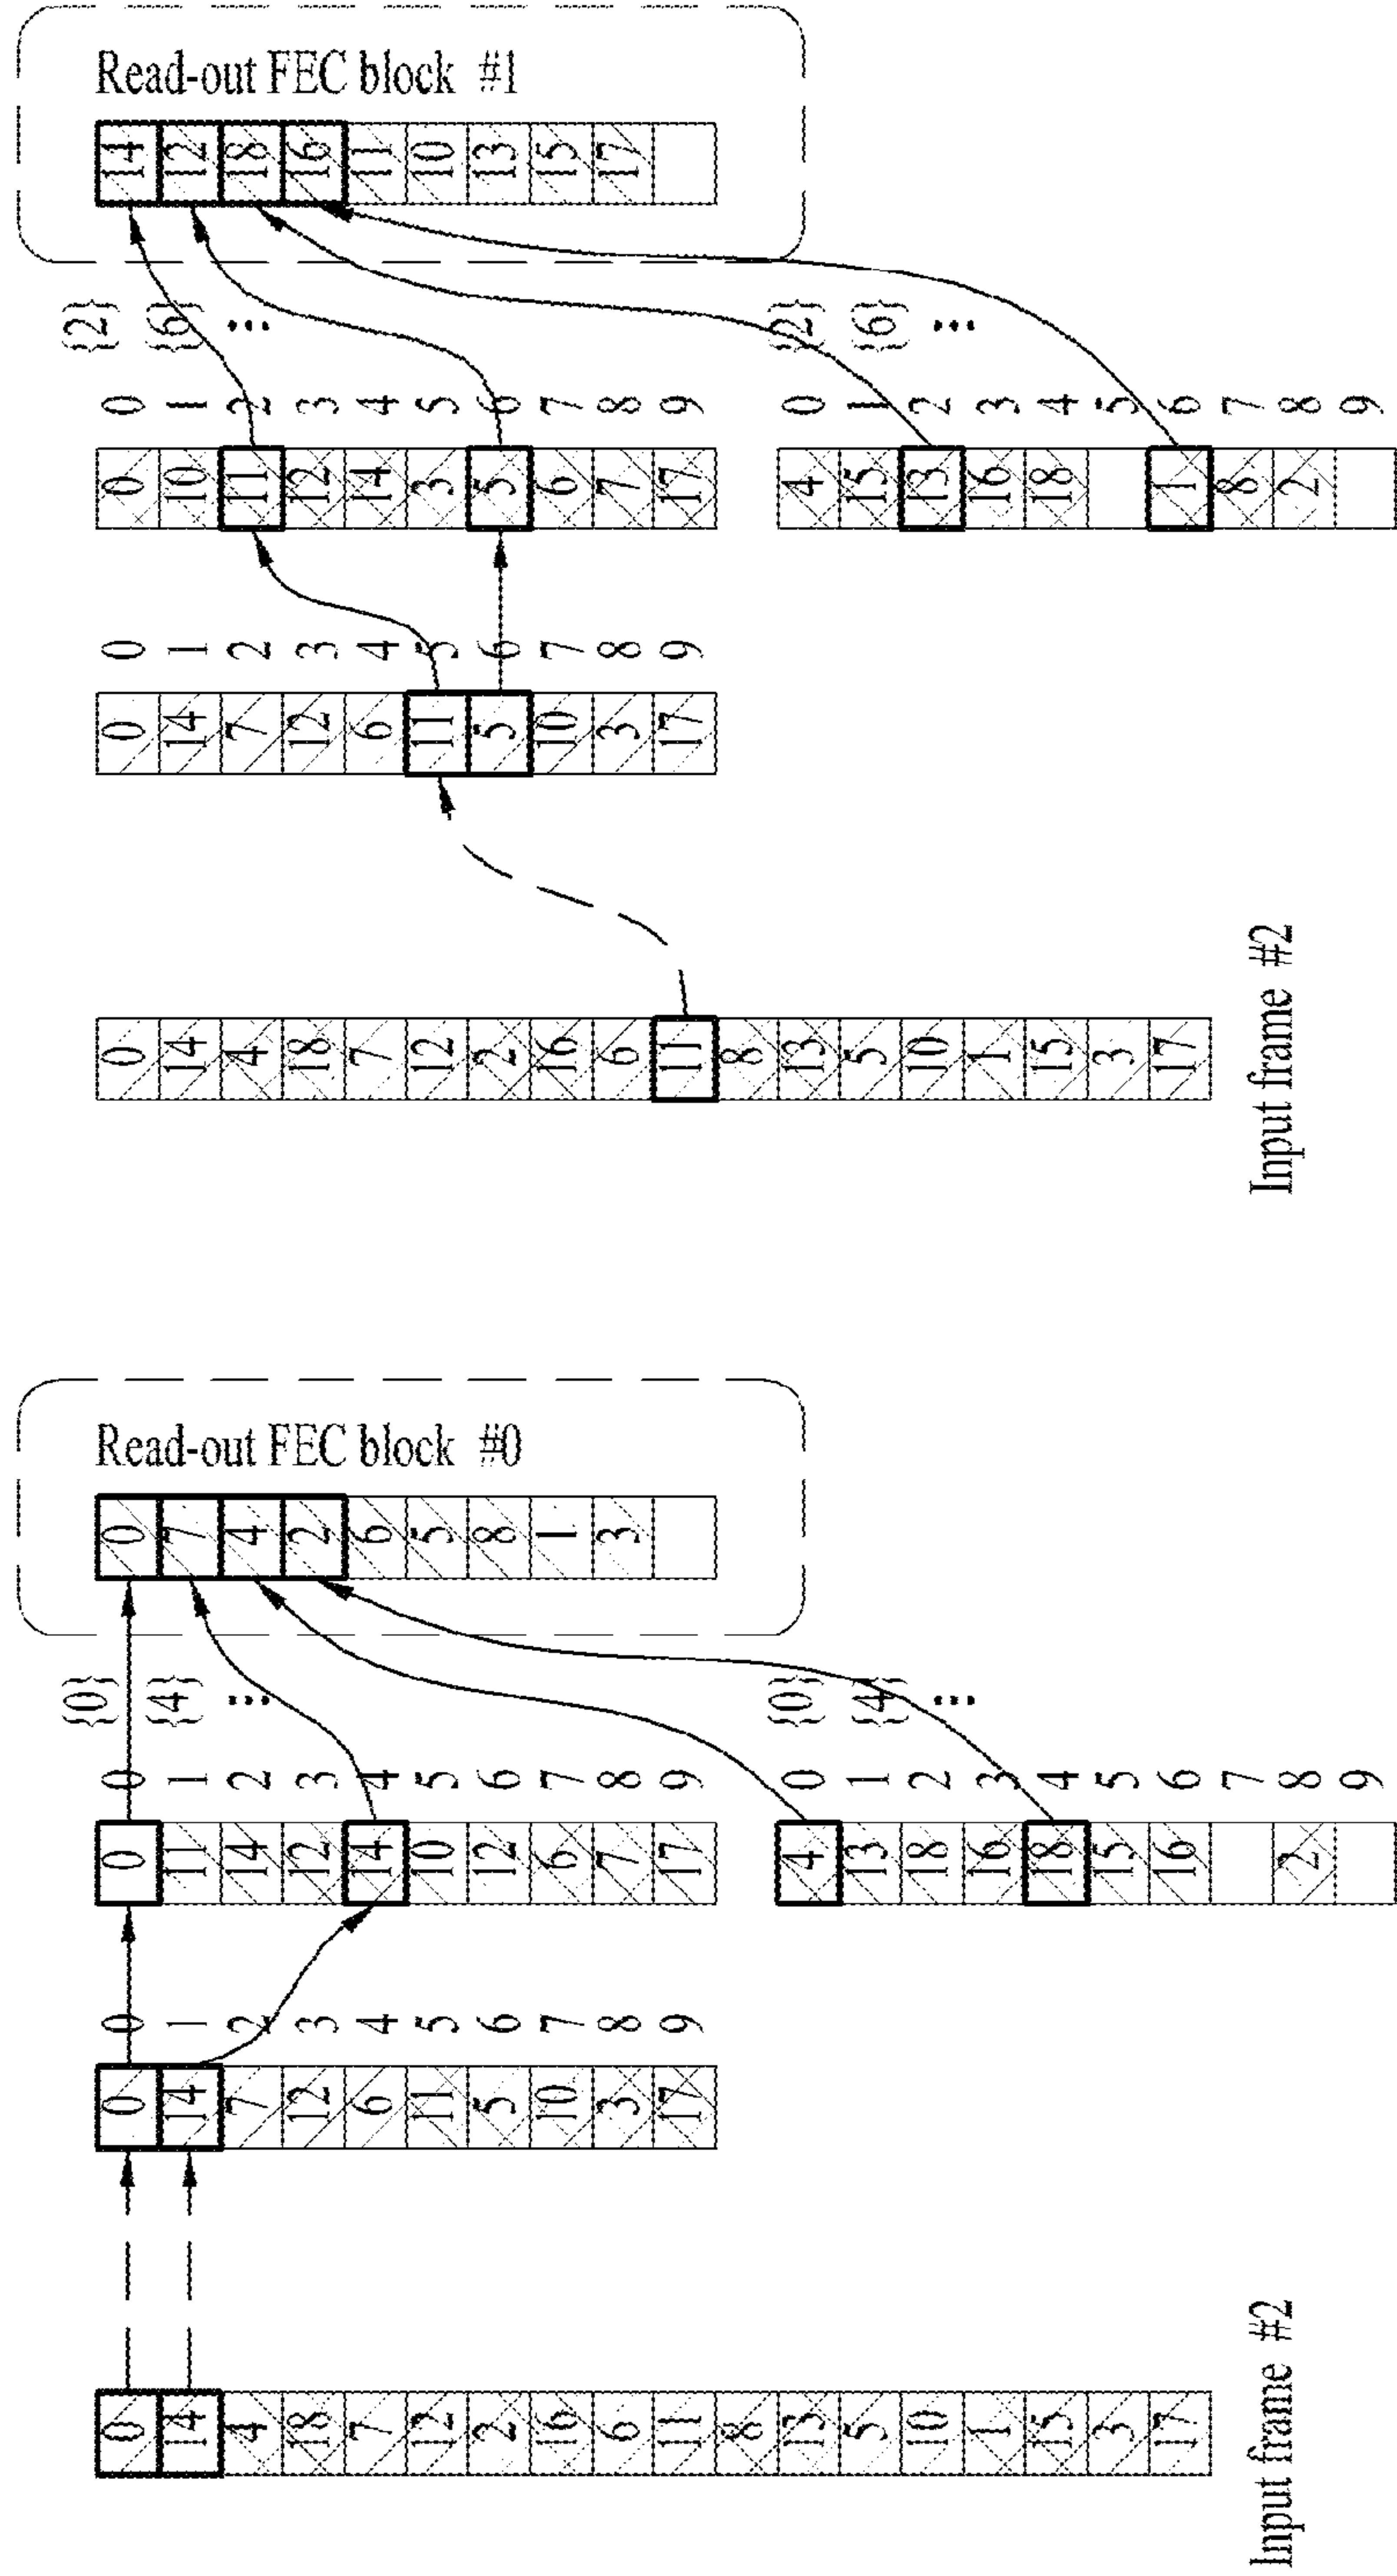 Read-out FEC block #1
14 12 18 16 11 10 13 15 17
{2} {6} ⋮
{2} {6} ⋮
0 1 2 3 4 5 6 7 8 9
0 1 2 3 4 5 6 7 8 9
0 10 11 12 14 3 5 6 7 17
4 15 13 16 18 1 8 2
0 1 2 3 4 5 6 7 8 9
0 14 7 12 6 11 5 10 3 17
0 14 4 18 7 12 2 16 6 11 8 13 5 10 1 15 3 17
Input frame #2
Read-out FEC block #0
0 7 4 2 6 5 8 1 3
{0} {4} ⋮
{0} {4} ⋮
0 1 2 3 4 5 6 7 8 9
0 1 2 3 4 5 6 7 8 9
0 11 14 12 14 10 12 6 7 17
4 13 18 16 18 15 16 2
0 1 2 3 4 5 6 7 8 9
0 14 7 12 6 11 5 10 3 17
0 14 4 18 7 12 2 16 6 11 8 13 5 10 1 15 3 17
Input frame #2